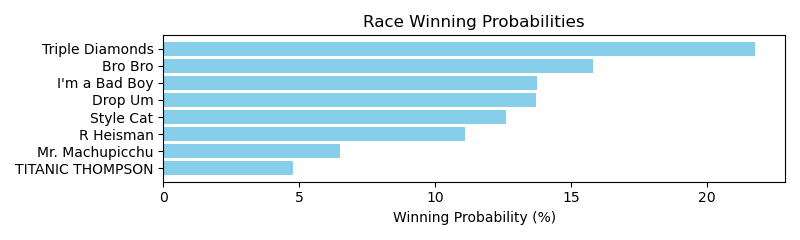 Race Winning Probabilities
Triple Diamonds
Bro Bro
I'm a Bad Boy
Drop Um
Style Cat
R Heisman
Mr. Machupicchu
TITANIC THOMPSON
0 5 10 15 20
Winning Probability (%)